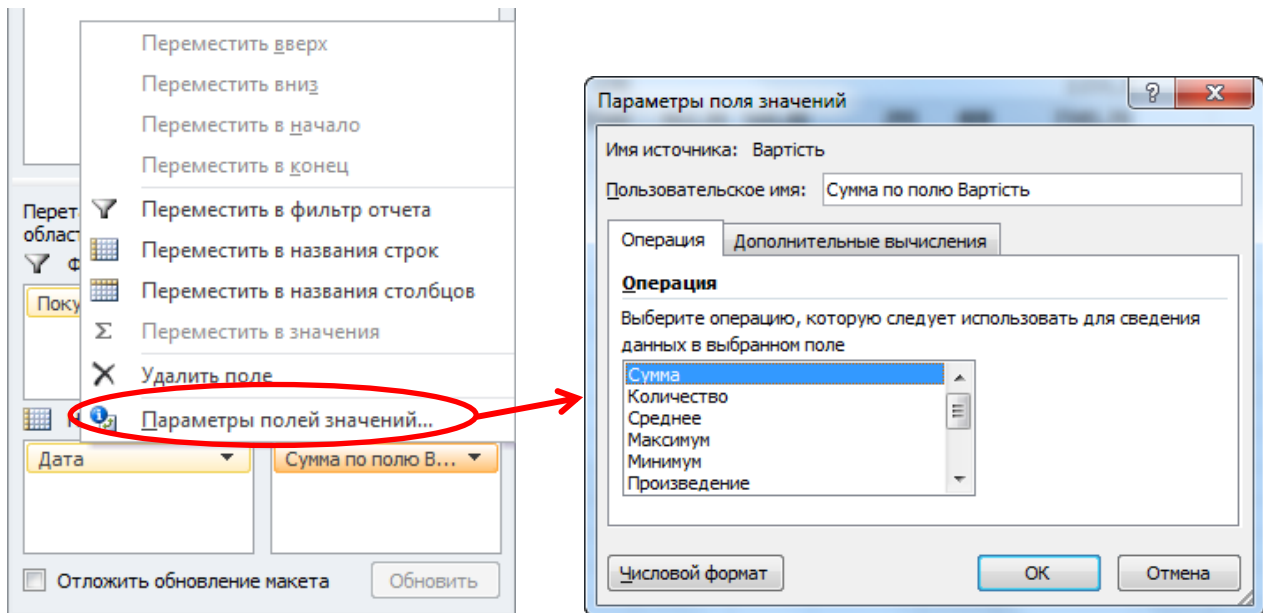 Переместить вверх
Переместить вниз
Переместить в начало
Переместить в конец
Переместить в фильтр отчета
Переместить в названия строк
Переместить в названия столбцов
Σ Переместить в значения
Удалить поле
Параметры полей значений...
Дата
Сумма по полю В...
Отложить обновление макета
Обновить
Параметры поля значений
Имя источника: Вартість
Пользовательское имя: Сумма по полю Вартість
Операция
Дополнительные вычисления
Операция
Выберите операцию, которую следует использовать для сведения
данных в выбранном поле
Сумма
Количество
Среднее
Максимум
Минимум
Произведение
Числовой формат
ОК
Отмена